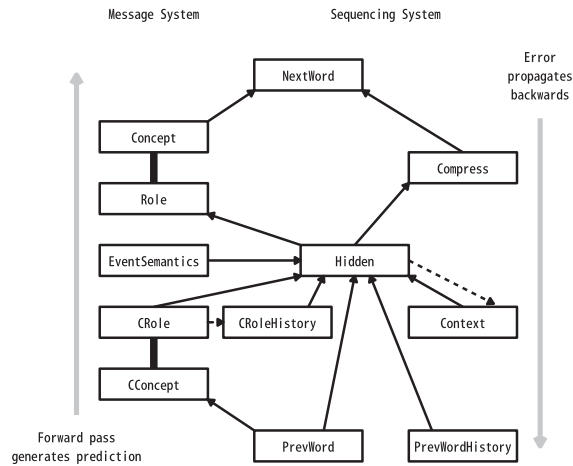 Message System
Sequencing System
Error
propagates
backwards
NextWord
Concept
Compress
Role
EventSemantics
Hidden
CRole
CRoleHistory
Context
CConcept
Forward pass
generates prediction
PrevWord
PrevWordHistory